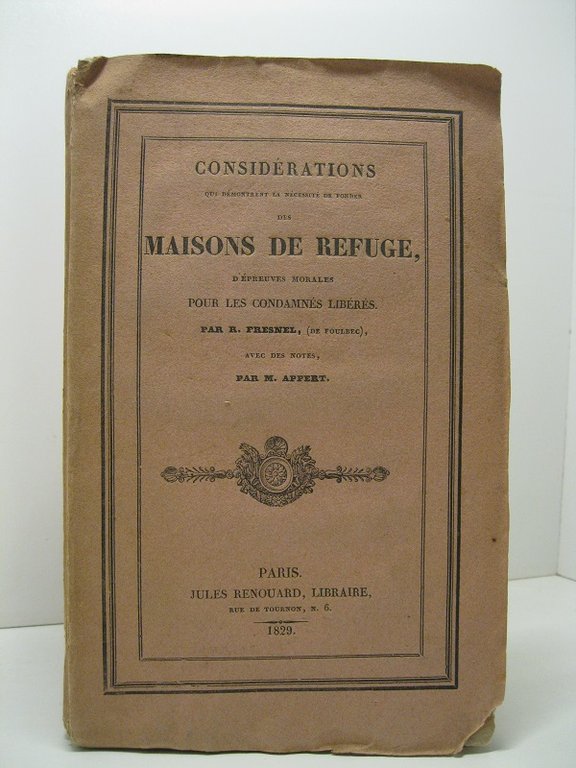 CONSIDÉRATIONS
QUI DÉMONTRENT LA NÉCESSITÉ DE FONDER
DES
MAISONS DE REFUGE,
D'ÉPREUVES MORALES
POUR LES CONDAMNÉS LIBÉRÉS.
PAR R. FRESNEL, (DE FOULBEC),
AVEC DES NOTES,
PAR M. APPERT.
PARIS.
JULES RENOUARD, LIBRAIRE,
RUE DE TOURNON, N. 6.
1829.